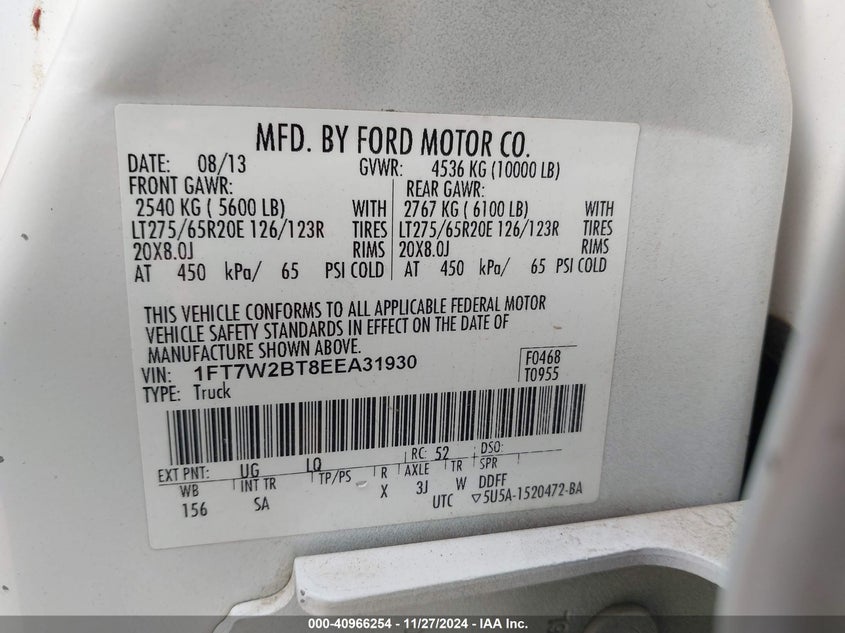 MFD. BY FORD MOTOR CO.
DATE: 08/13 GVWR: 4536 KG (10000 LB)
FRONT GAWR: REAR GAWR:
2540 KG ( 5600 LB) WITH 2767 KG ( 6100 LB) WITH
LT275/65R20E 126/123R TIRES LT275/65R20E 126/123R TIRES
20X8.0J RIMS 20X8.0J RIMS
AT 450 kPa/ 65 PSI COLD AT 450 kPa/ 65 PSI COLD
THIS VEHICLE CONFORMS TO ALL APPLICABLE FEDERAL MOTOR
VEHICLE SAFETY STANDARDS IN EFFECT ON THE DATE OF
MANUFACTURE SHOWN ABOVE.
VIN: 1FT7W2BT8EEA31930 F0468
TYPE: Truck T0955
EXT PNT: UG LQ RC: 52 DSO:
WB INT TR TP/PS R AXLE TR SPR
156 SA X 3J W DDFF
UTC ▽5U5A-1520472-BA
000-40966254 | 11/27/2024 - IAA Inc.